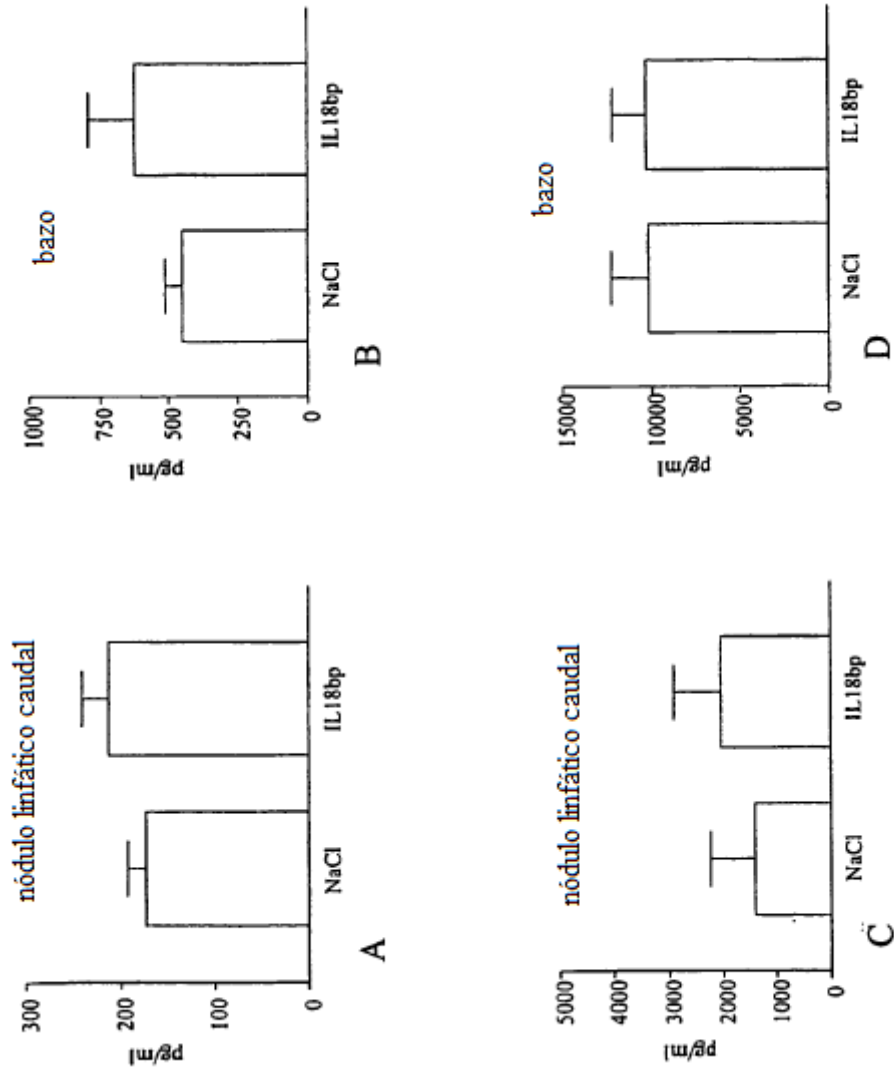 nódulo linfático caudal
300
200
100
0
pg/ml
NaCl
IL18bp
A
bazo
1000
750
500
250
0
pg/ml
NaCl
IL18bp
B
nódulo linfático caudal
5000
4000
3000
2000
1000
0
pg/ml
NaCl
IL18bp
C
bazo
15000
10000
5000
0
pg/ml
NaCl
IL18bp
D